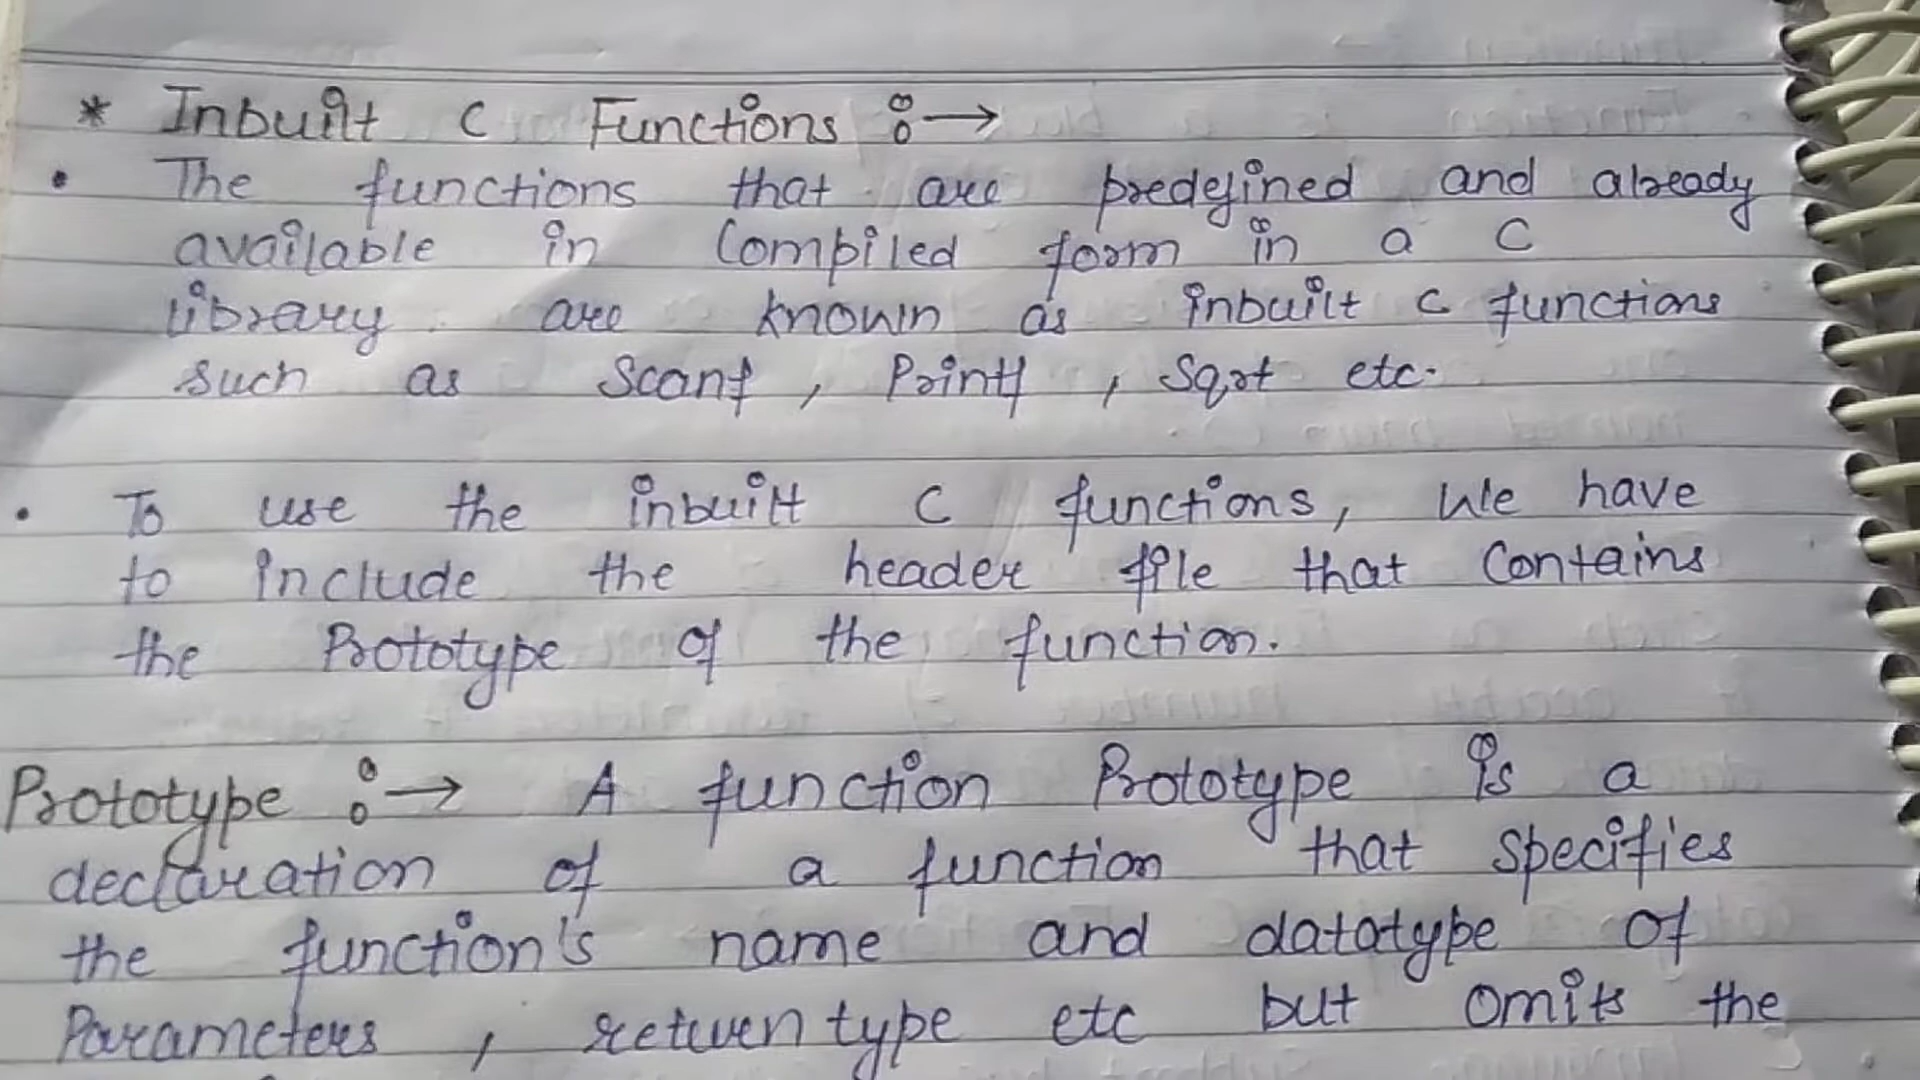 * Inbuilt C Functions :→
• The functions that are predefined and already
available in Compiled form in a C
library are known as inbuilt C functions
such as Scanf , Printf , Sqrt etc.
• To use the inbuilt C functions, We have
to include the header file that Contains
the Prototype of the function.
Prototype :→ A function Prototype is a
declaration of a function that specifies
the function's name and datatype of
Parameters , return type etc but omits the